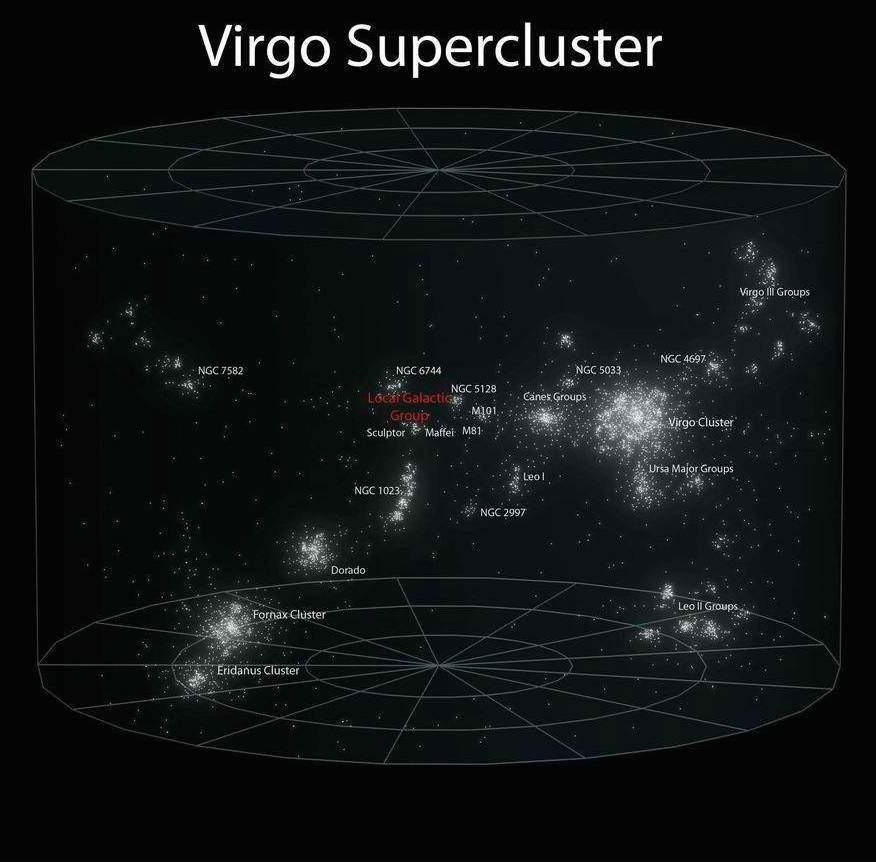 Virgo Supercluster
Virgo III Groups
NGC 7582
NGC 6744
NGC 5033
NGC 4697
NGC 5128
Local Galactic
Group
Canes Groups
M101
Virgo Cluster
Sculptor
Maffei
M81
Ursa Major Groups
Leo I
NGC 1023
NGC 2997
Dorado
Leo II Groups
Fornax Cluster
Eridanus Cluster